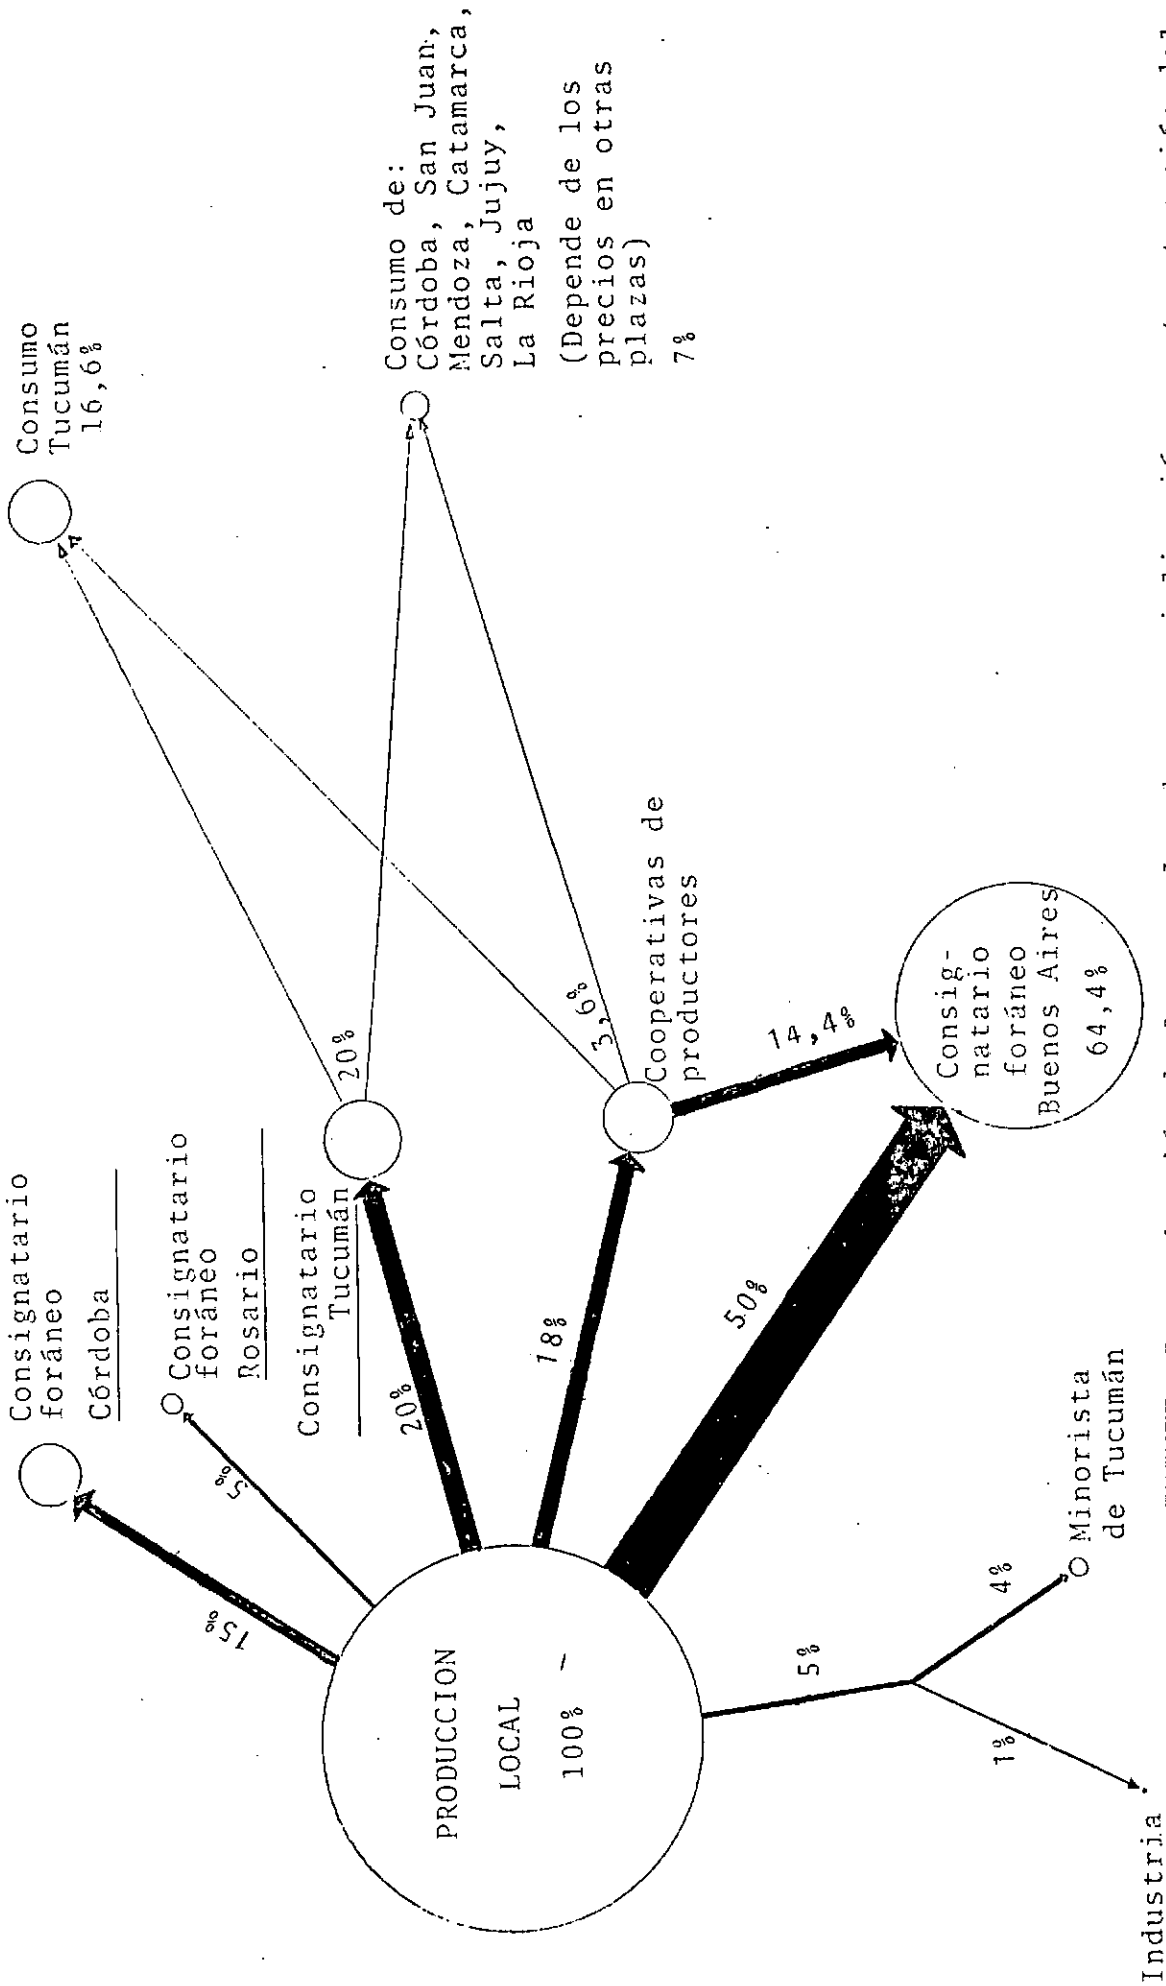 Consignatario
foráneo
Córdoba
Consignatario
foráneo
Rosario
Consignatario
Tucumán
Consumo
Tucumán
16,6%
Consumo de:
Córdoba, San Juan,
Mendoza, Catamarca,
Salta, Jujuy,
La Rioja
(Depende de los
precios en otras
plazas)
7%
15%
5%
20%
20%
18%
3,6%
Cooperativas de
productores
14,4%
50%
Consig-
natario
foráneo
Buenos Aires
64,4%
PRODUCCION
LOCAL
100% -
5%
4%
1%
Minorista
de Tucumán
Industria